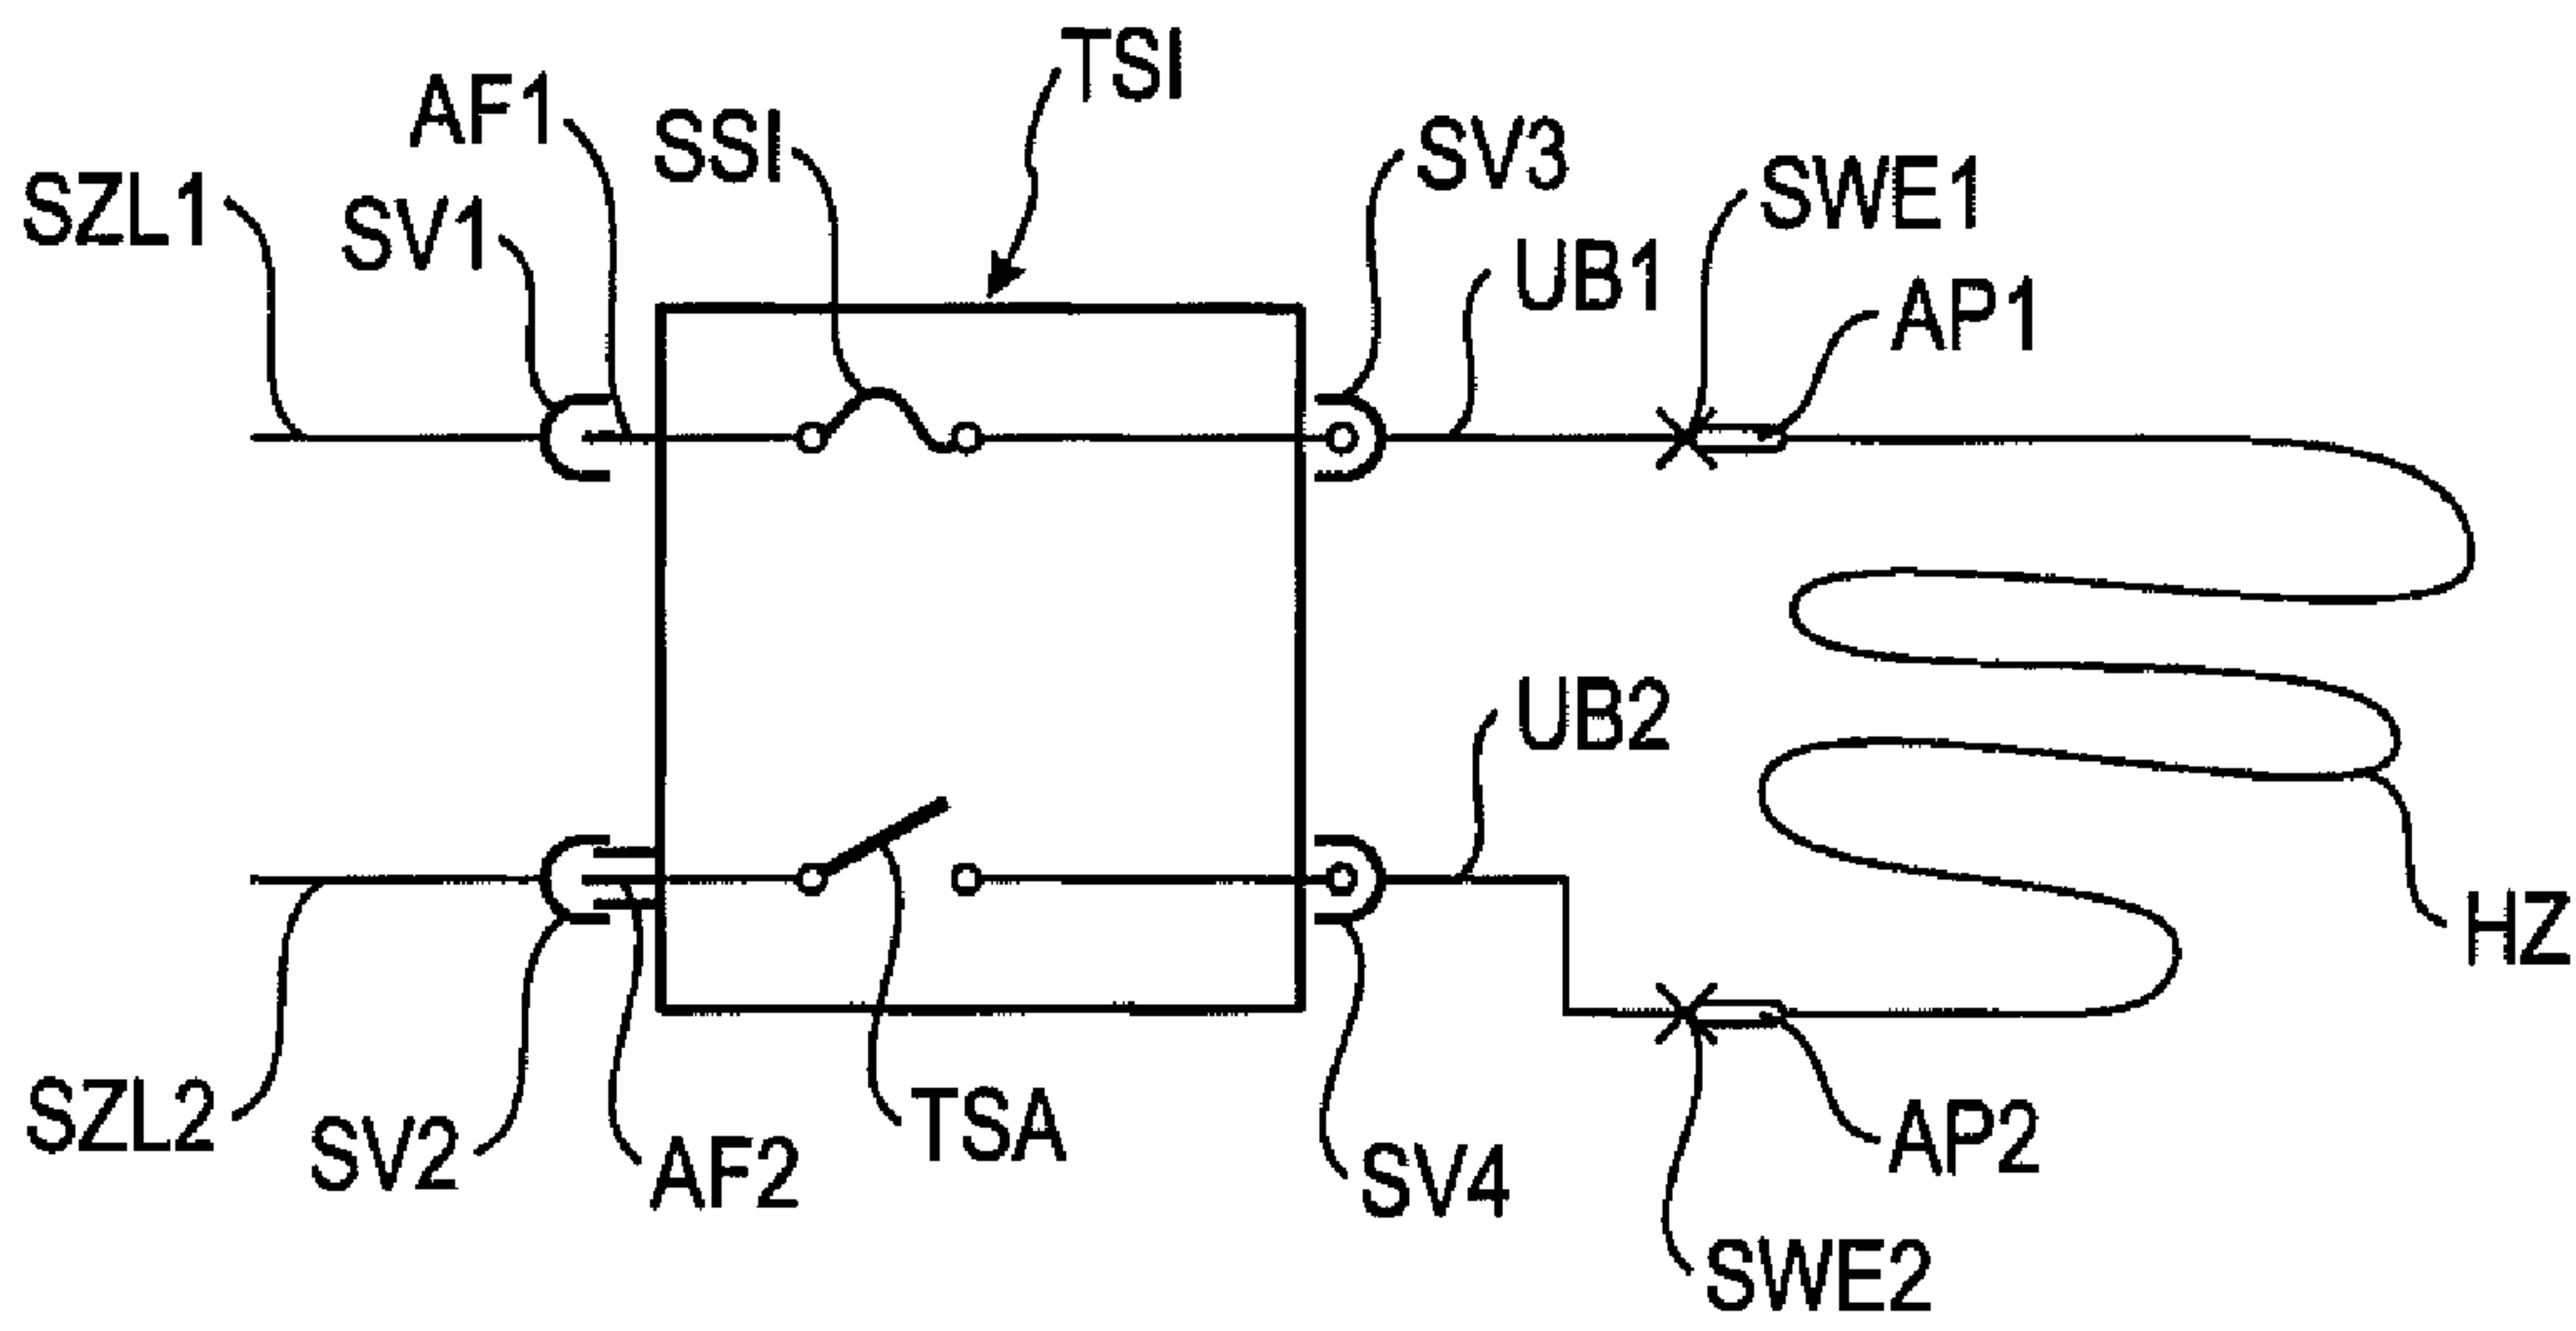 TSI
AF1
SSI
SV3
SWE1
SZL1
SV1
UB1
AP1
UB2
HZ
SZL2
SV2
AF2
TSA
SV4
AP2
SWE2